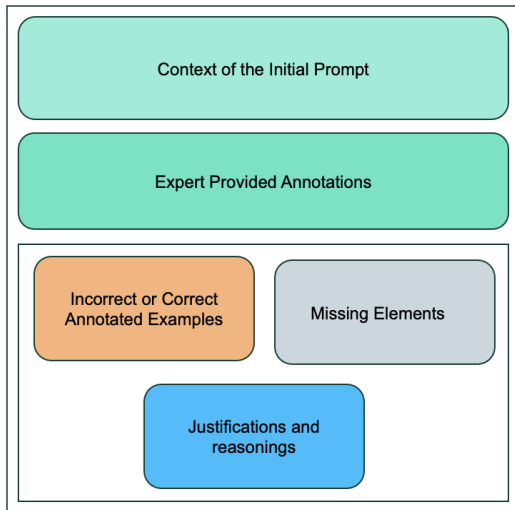 Context of the Initial Prompt
Expert Provided Annotations
Incorrect or Correct
Annotated Examples
Missing Elements
Justifications and
reasonings